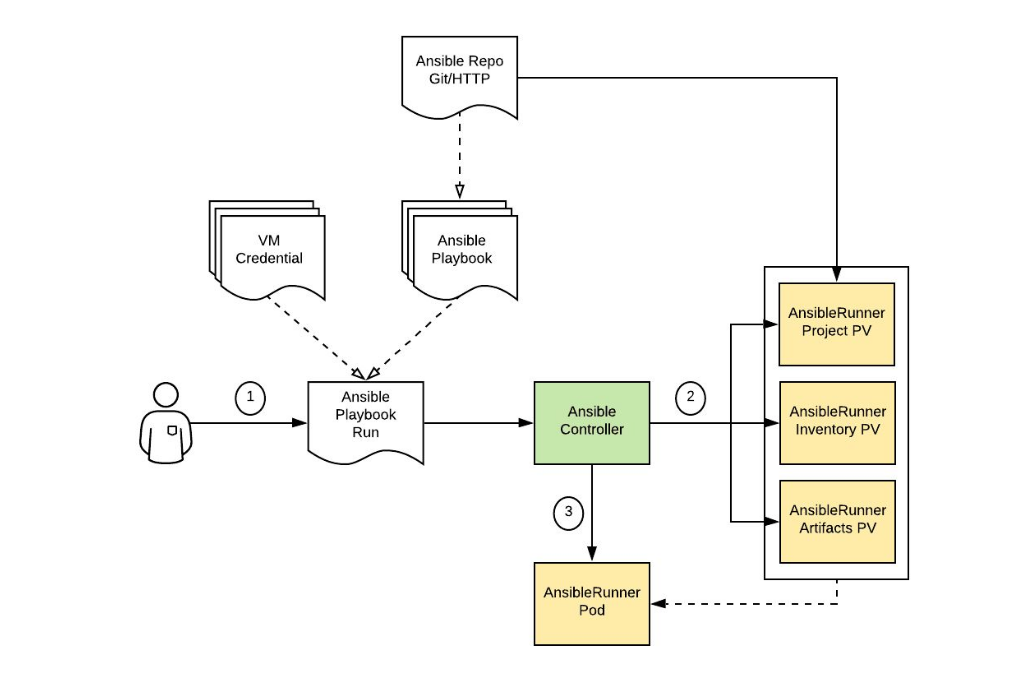 Ansible Repo
Git/HTTP
VM
Credential
Ansible
Playbook
AnsibleRunner
Project PV
1
Ansible
Playbook
Run
Ansible
Controller
2
AnsibleRunner
Inventory PV
3
AnsibleRunner
Artifacts PV
AnsibleRunner
Pod